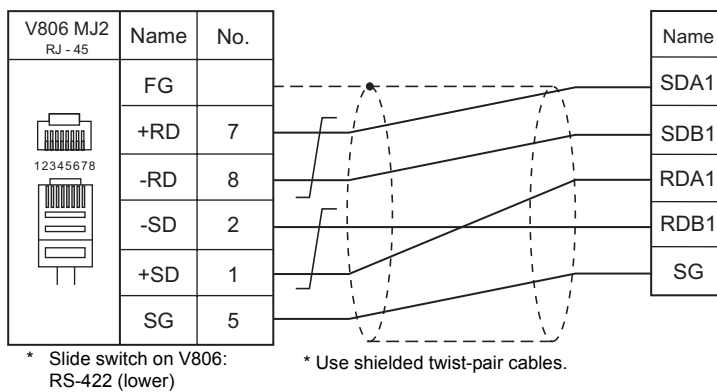 V806 MJ2
RJ - 45
Name No.
FG
+RD 7
-RD 8
-SD 2
+SD 1
SG 5
12345678
Name
SDA1
SDB1
RDA1
RDB1
SG
* Slide switch on V806:
RS-422 (lower)
* Use shielded twist-pair cables.